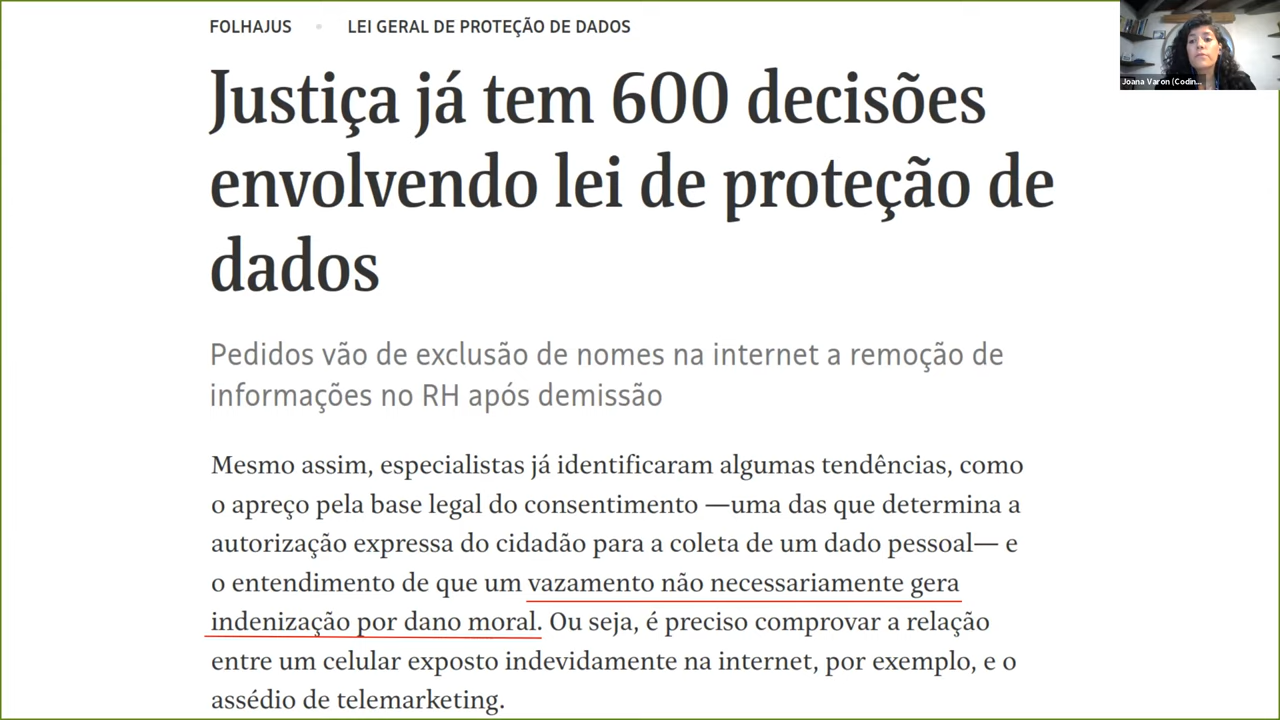 FOLHAJUS • LEI GERAL DE PROTEÇÃO DE DADOS
Justiça já tem 600 decisões
envolvendo lei de proteção de
dados
Pedidos vão de exclusão de nomes na internet a remoção de
informações no RH após demissão
Mesmo assim, especialistas já identificaram algumas tendências, como
o apreço pela base legal do consentimento —uma das que determina a
autorização expressa do cidadão para a coleta de um dado pessoal— e
o entendimento de que um vazamento não necessariamente gera
indenização por dano moral. Ou seja, é preciso comprovar a relação
entre um celular exposto indevidamente na internet, por exemplo, e o
assédio de telemarketing.
Joana Varon (Codin...